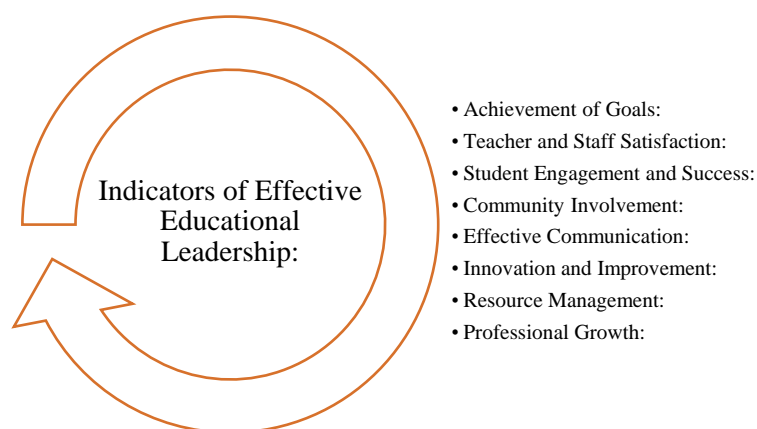 Indicators of Effective
Educational
Leadership:
• Achievement of Goals:
• Teacher and Staff Satisfaction:
• Student Engagement and Success:
• Community Involvement:
• Effective Communication:
• Innovation and Improvement:
• Resource Management:
• Professional Growth: